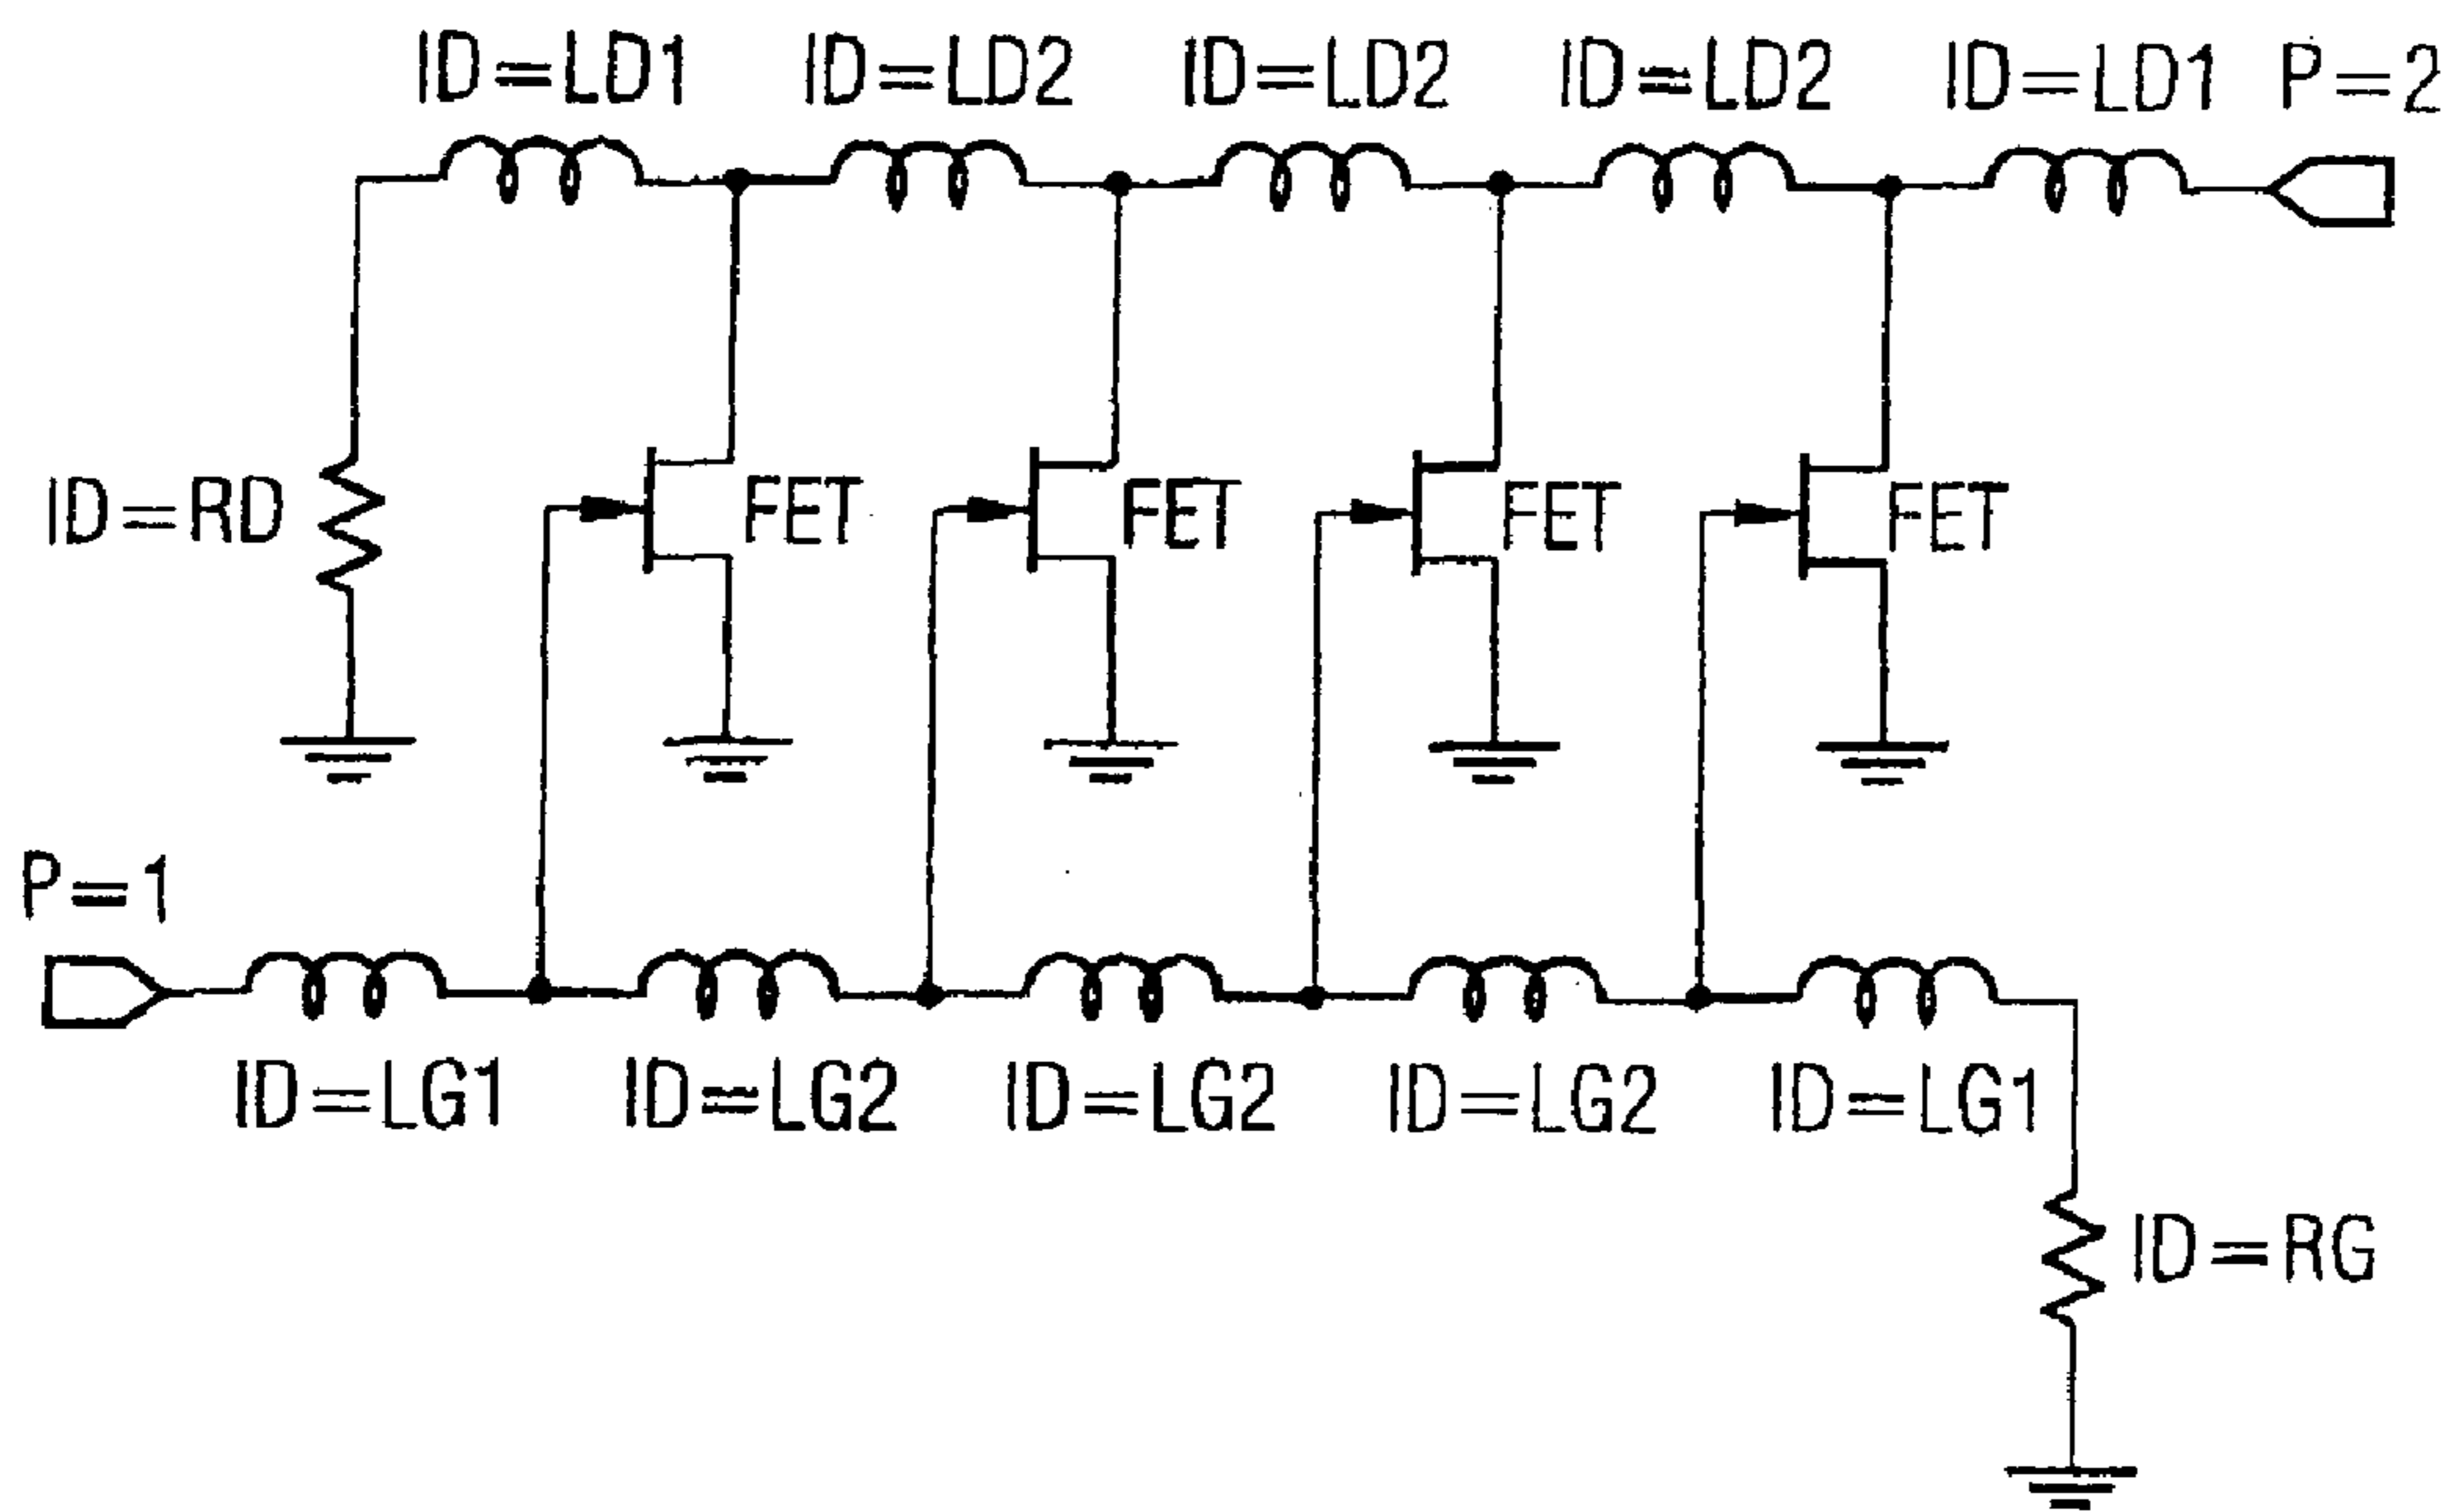 ID=LD1 ID=LD2 ID=LD2 ID=LD2 ID=LD1 P=2
ID=RD FET FET FET FET
P=1
ID=LG1 ID=LG2 ID=LG2 ID=LG2 ID=LG1
ID=RG